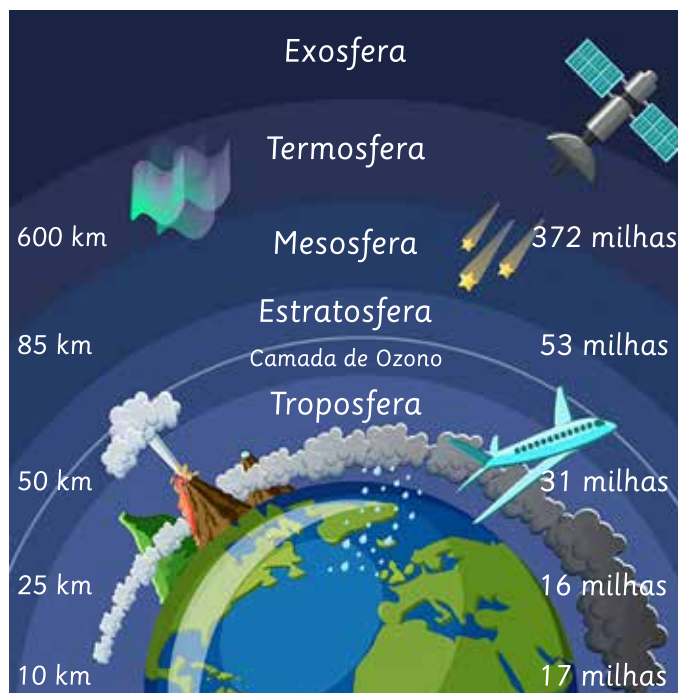 Exosfera
Termosfera
600 km
Mesosfera
372 milhas
Estratosfera
85 km
Camada de Ozono
53 milhas
Troposfera
50 km
31 milhas
25 km
16 milhas
10 km
17 milhas